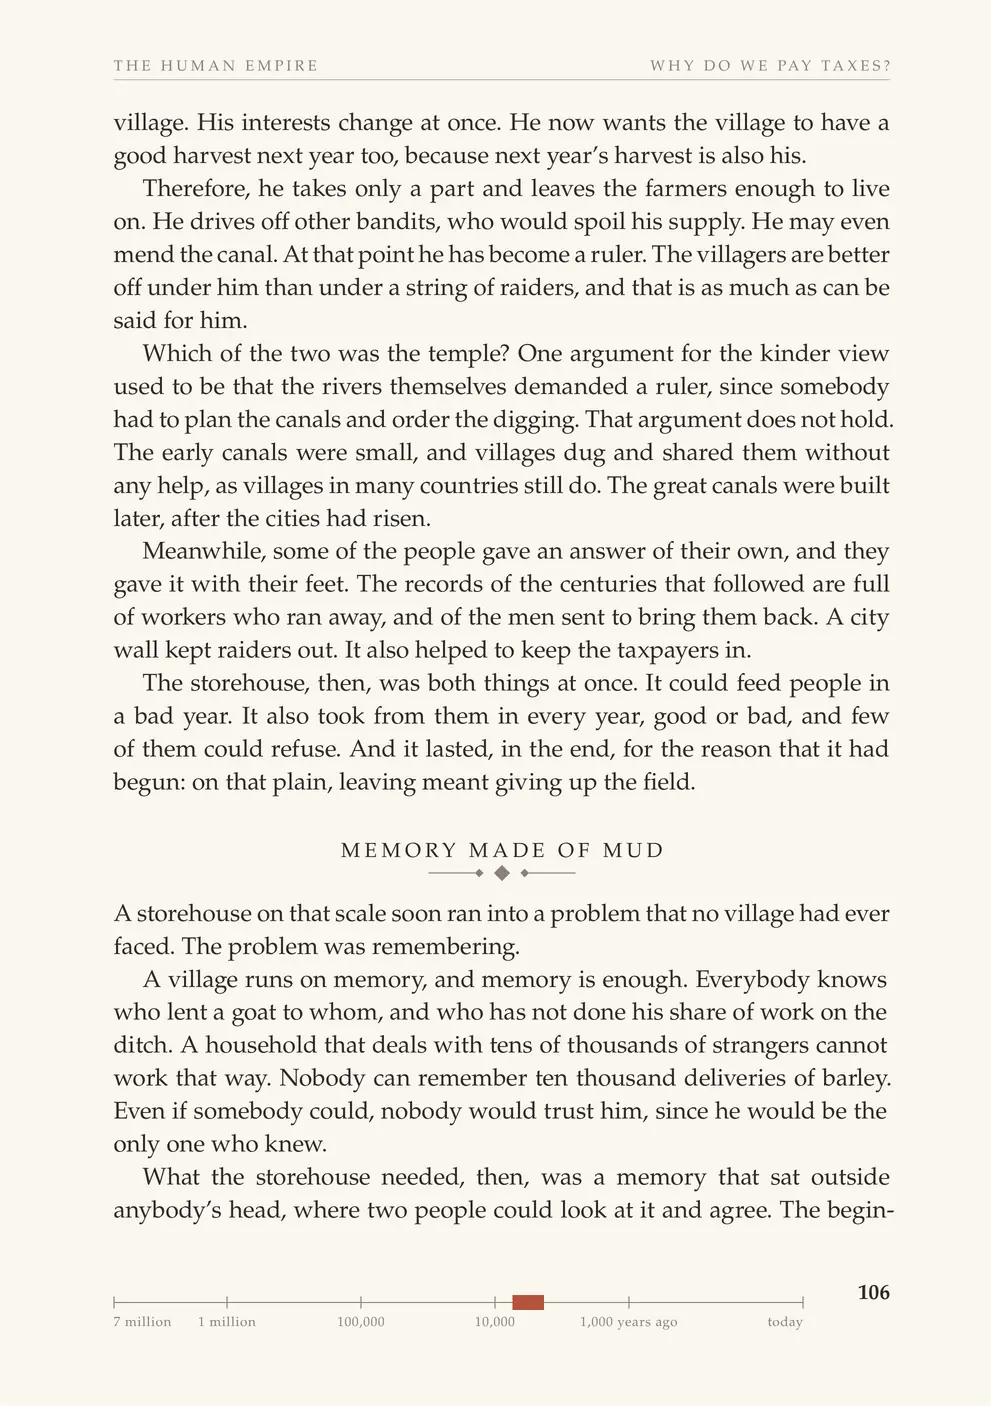 THE HUMAN EMPIRE
WHY DO WE PAY TAXES?
village. His interests change at once. He now wants the village to have a
good harvest next year too, because next year’s harvest is also his.
Therefore, he takes only a part and leaves the farmers enough to live
on. He drives off other bandits, who would spoil his supply. He may even
mend the canal. At that point he has become a ruler. The villagers are better
off under him than under a string of raiders, and that is as much as can be
said for him.
Which of the two was the temple? One argument for the kinder view
used to be that the rivers themselves demanded a ruler, since somebody
had to plan the canals and order the digging. That argument does not hold.
The early canals were small, and villages dug and shared them without
any help, as villages in many countries still do. The great canals were built
later, after the cities had risen.
Meanwhile, some of the people gave an answer of their own, and they
gave it with their feet. The records of the centuries that followed are full
of workers who ran away, and of the men sent to bring them back. A city
wall kept raiders out. It also helped to keep the taxpayers in.
The storehouse, then, was both things at once. It could feed people in
a bad year. It also took from them in every year, good or bad, and few
of them could refuse. And it lasted, in the end, for the reason that it had
begun: on that plain, leaving meant giving up the field.
MEMORY MADE OF MUD
A storehouse on that scale soon ran into a problem that no village had ever
faced. The problem was remembering.
A village runs on memory, and memory is enough. Everybody knows
who lent a goat to whom, and who has not done his share of work on the
ditch. A household that deals with tens of thousands of strangers cannot
work that way. Nobody can remember ten thousand deliveries of barley.
Even if somebody could, nobody would trust him, since he would be the
only one who knew.
What the storehouse needed, then, was a memory that sat outside
anybody’s head, where two people could look at it and agree. The begin-
106
7 million 1 million 100,000 10,000 1,000 years ago today